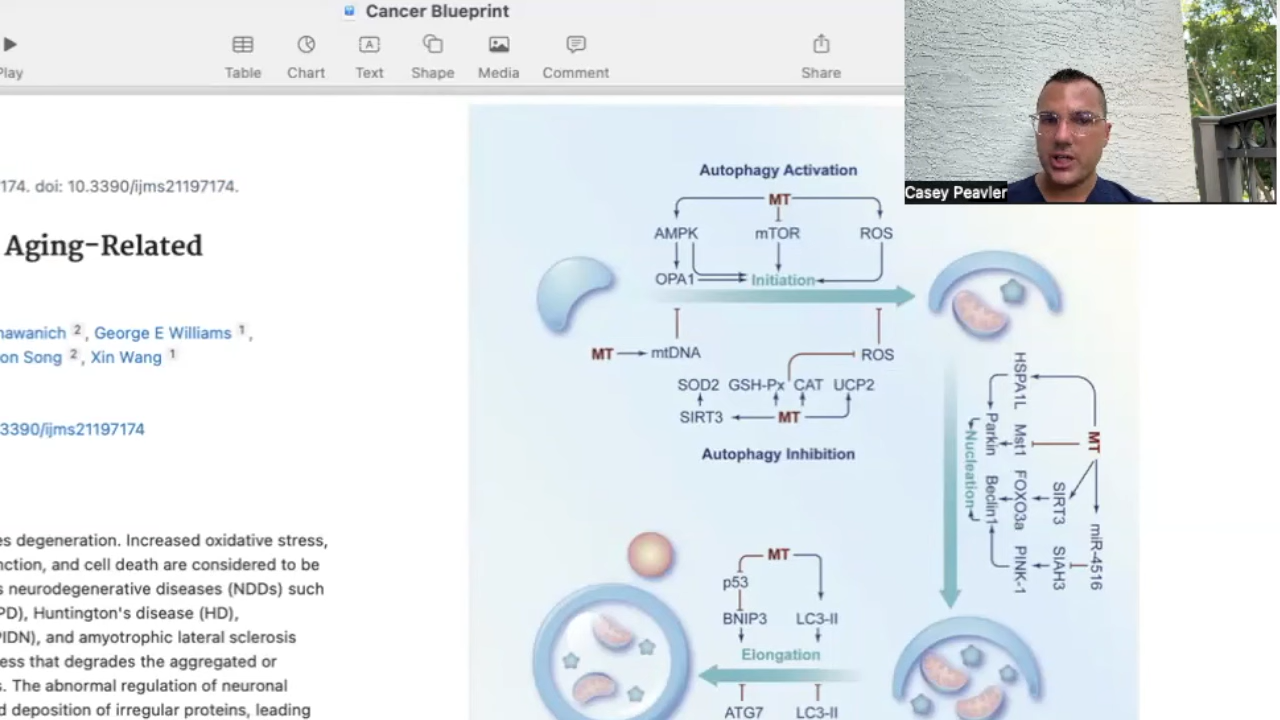 Cancer Blueprint
Play
Table
Chart
Text
Shape
Media
Comment
Share
Casey Peavler
174. doi: 10.3390/ijms21197174.
Aging-Related
nawanich 2, George E Williams 1,
on Song 2, Xin Wang 1
3390/ijms21197174
es degeneration. Increased oxidative stress,
nction, and cell death are considered to be
s neurodegenerative diseases (NDDs) such
PD), Huntington's disease (HD),
PIDN), and amyotrophic lateral sclerosis
ess that degrades the aggregated or
s. The abnormal regulation of neuronal
d deposition of irregular proteins, leading
Autophagy Activation
MT
AMPK mTOR ROS
OPA1 Initiation
MT mtDNA ROS
SOD2 GSH-Px CAT UCP2
SIRT3 MT
Autophagy Inhibition
HSPA1L
Parkin Mst1 MT
Nucleation
Beclin1 FOXO3a SIRT3
PINK-1 SIAH3 miR-4516
MT
p53
BNIP3 LC3-II
Elongation
ATG7 LC3-II